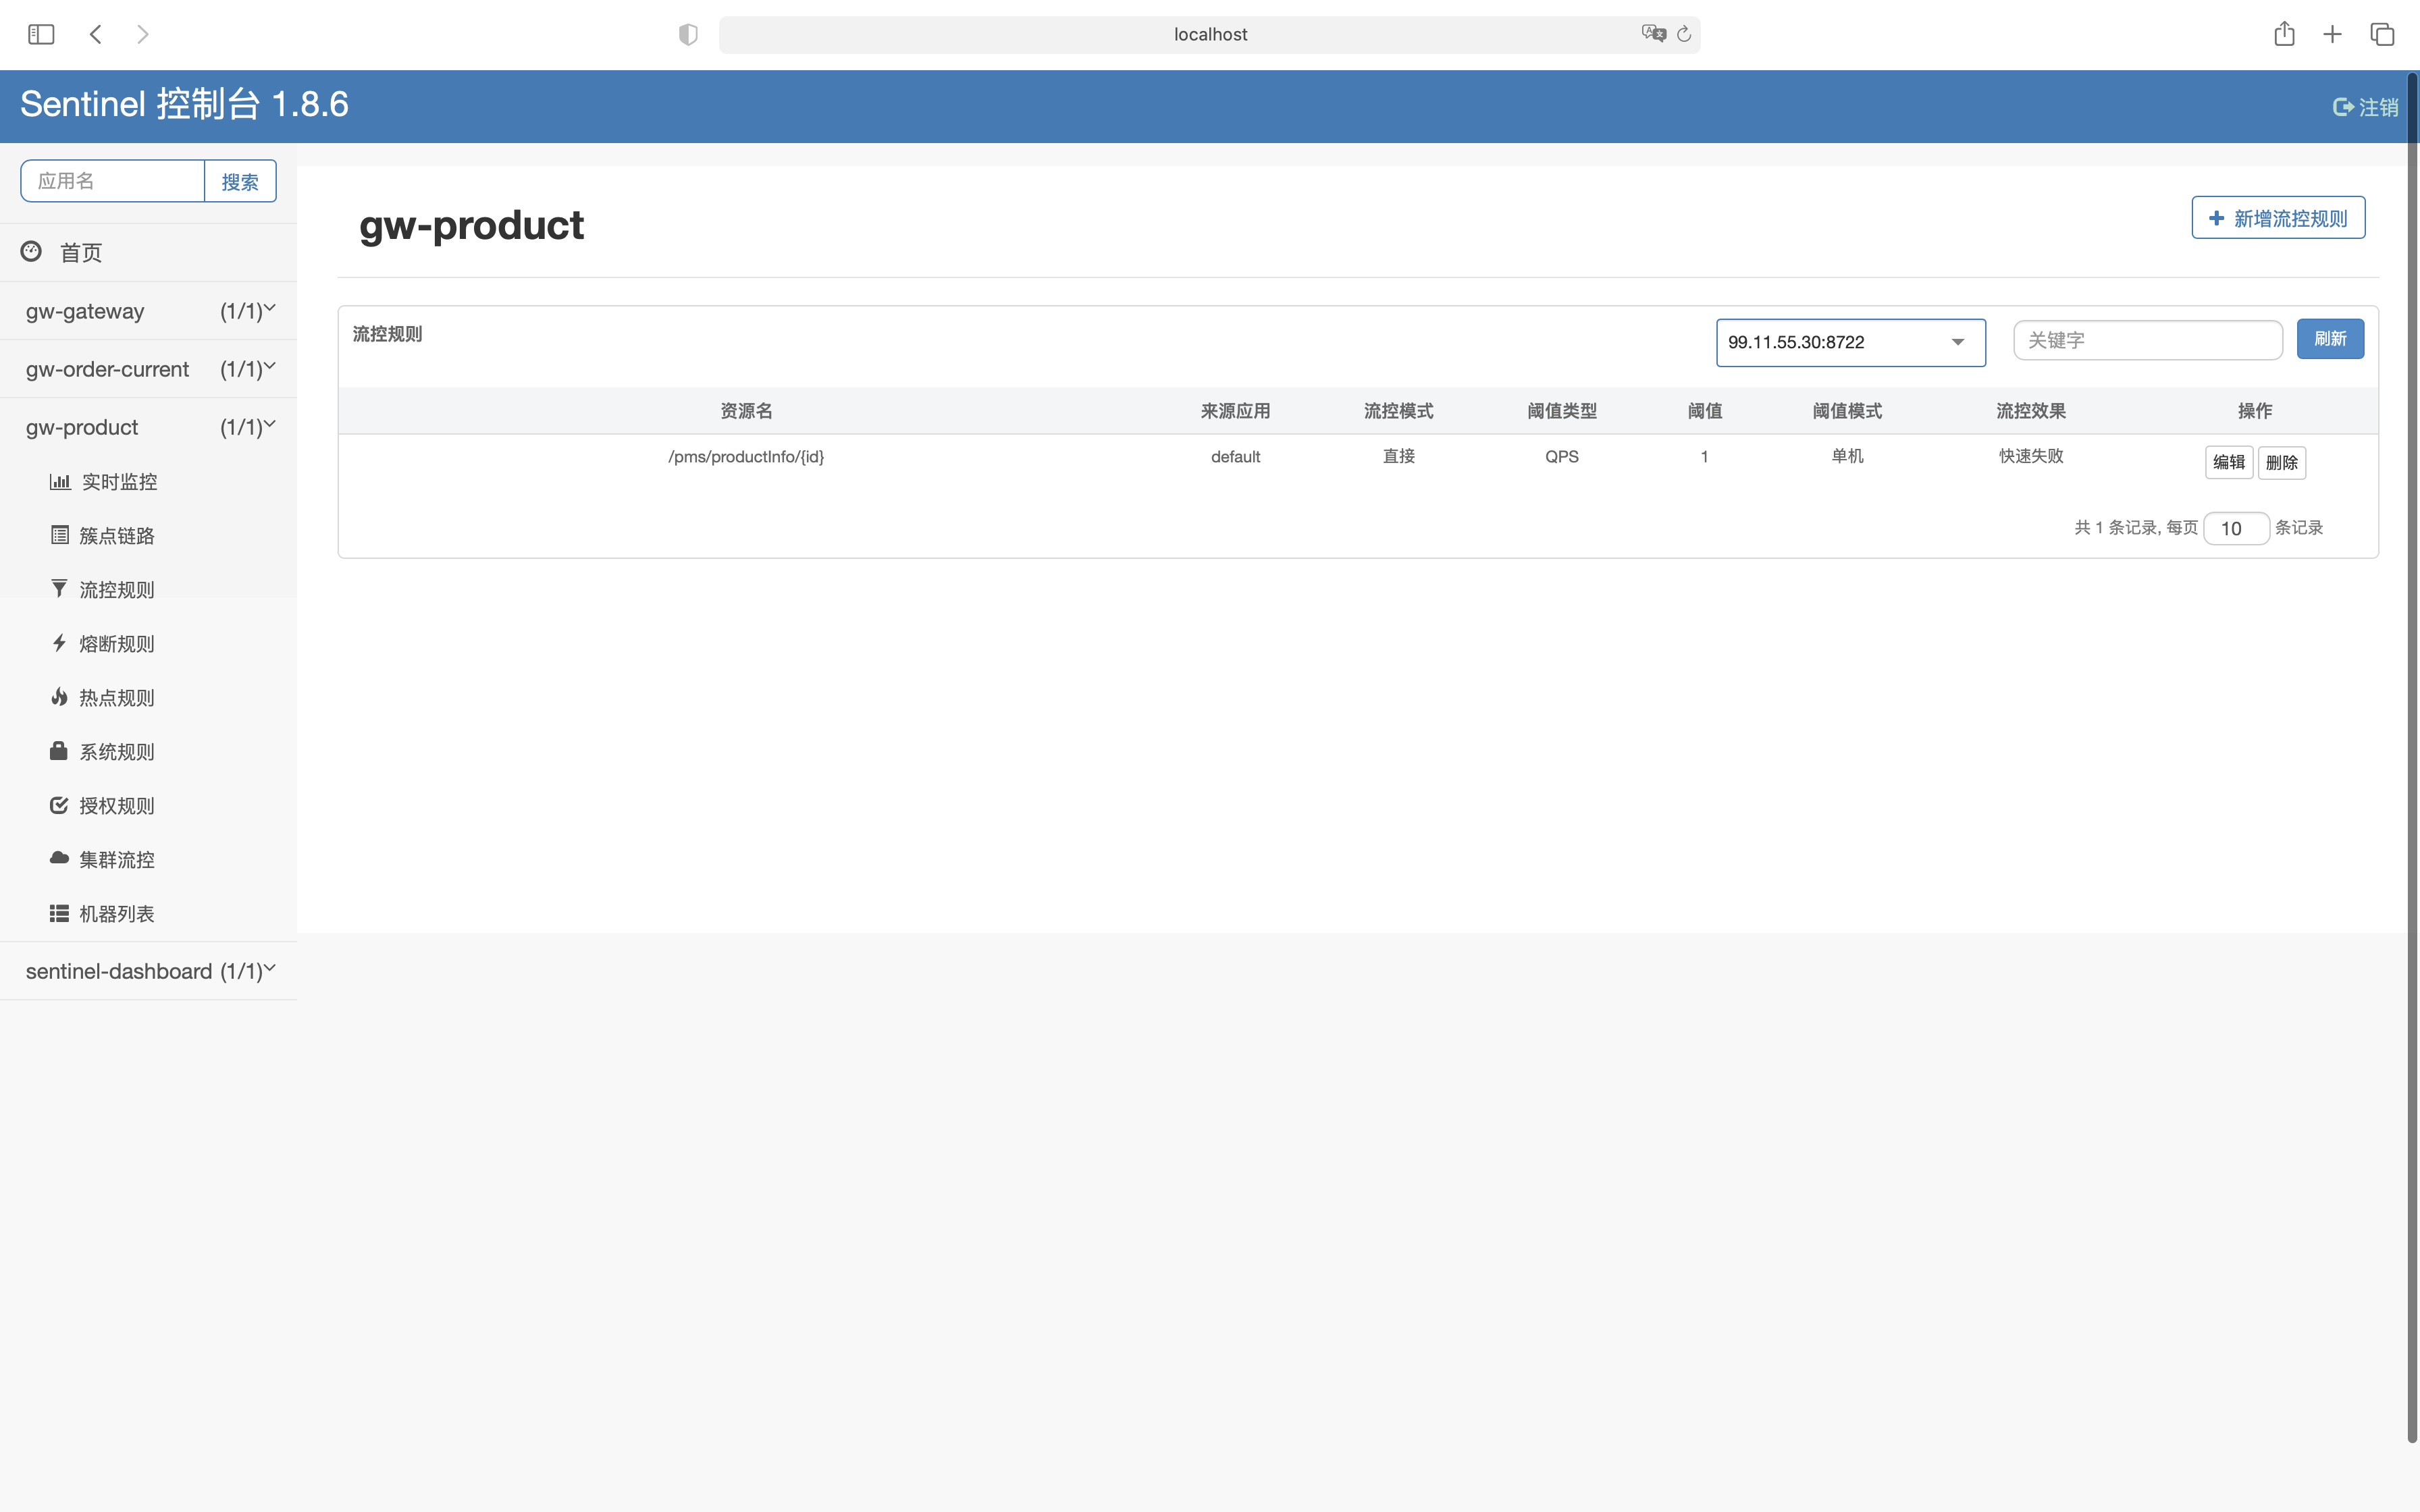 localhost
Sentinel 控制台 1.8.6
注销
应用名
搜索
首页
gw-gateway (1/1)
gw-order-current (1/1)
gw-product (1/1)
实时监控
簇点链路
流控规则
熔断规则
热点规则
系统规则
授权规则
集群流控
机器列表
sentinel-dashboard (1/1)
gw-product
新增流控规则
流控规则
99.11.55.30:8722
关键字
刷新
资源名 来源应用 流控模式 阈值类型 阈值 阈值模式 流控效果 操作
/pms/productInfo/{id} default 直接 QPS 1 单机 快速失败 编辑 删除
共 1 条记录, 每页 10 条记录